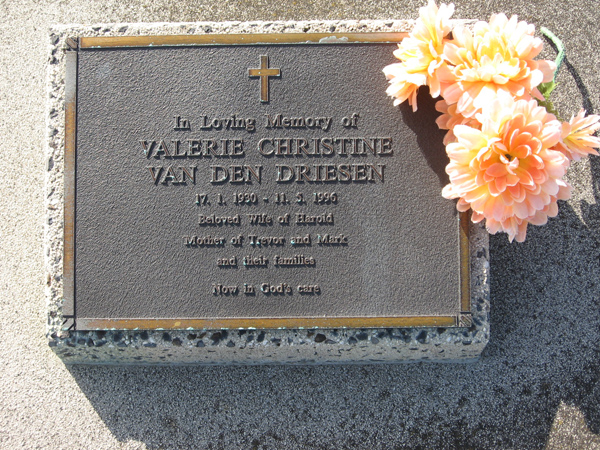 In Loving Memory of
VALERIE CHRISTINE
VAN DEN DRIESEN
17. 1. 1930 - 11. 5. 1996
Beloved Wife of Harold
Mother of Trevor and Mark
and their families
Now in God's care